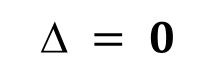 Δ = 0